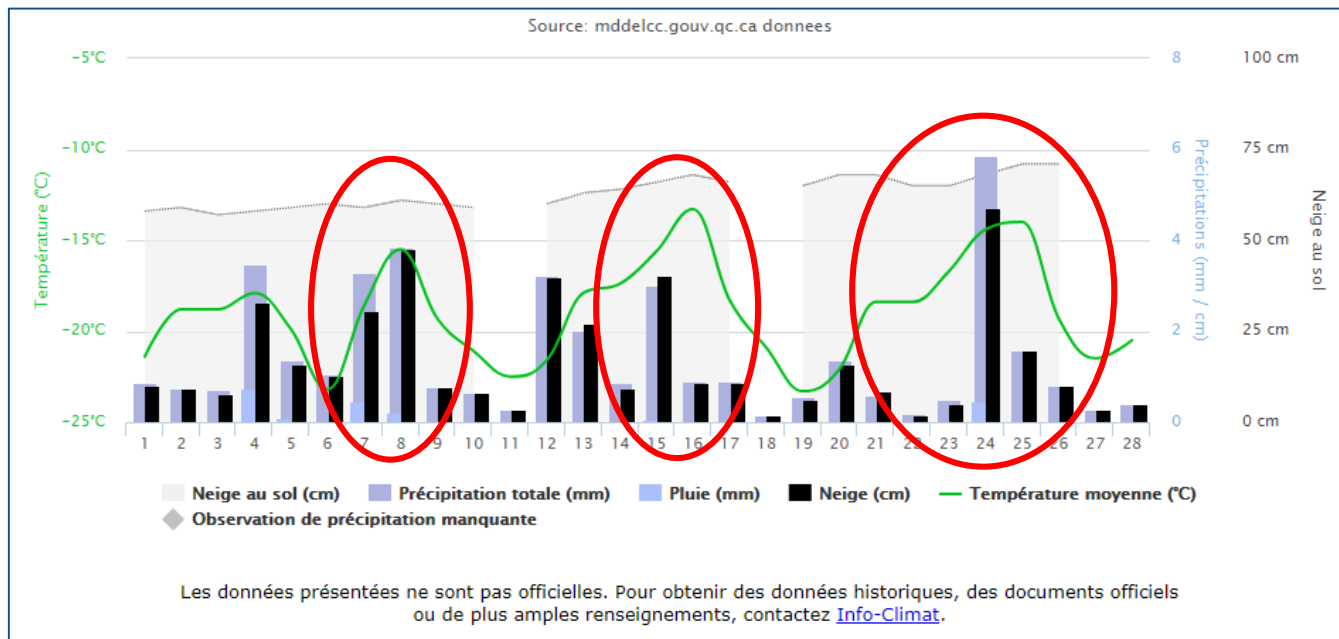 Source: mddelcc.gouv.qc.ca donnees
-5°C
-10°C
-15°C
-20°C
-25°C
Température (°C)
8
6
4
2
0
Précipitations (mm / cm)
100 cm
75 cm
50 cm
25 cm
0 cm
Neige au sol
1 2 3 4 5 6 7 8 9 10 11 12 13 14 15 16 17 18 19 20 21 22 23 24 25 26 27 28
Neige au sol (cm) Précipitation totale (mm) Pluie (mm) Neige (cm) Température moyenne (°C)
Observation de précipitation manquante
Les données présentées ne sont pas officielles. Pour obtenir des données historiques, des documents officiels
ou de plus amples renseignements, contactez Info-Climat.